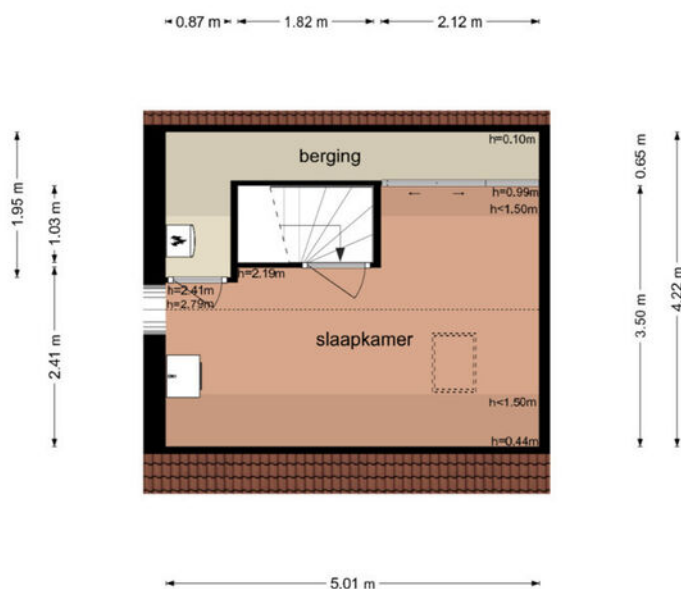 0.87 m 1.82 m 2.12 m
berging
h=0.10m
h=0.99m
h<1.50m
1.95 m
1.03 m
0.65 m
h=2.19m
h=2.41m
h=2.79m
slaapkamer
2.41 m
3.50 m
4.22 m
h<1.50m
h=0.44m
5.01 m